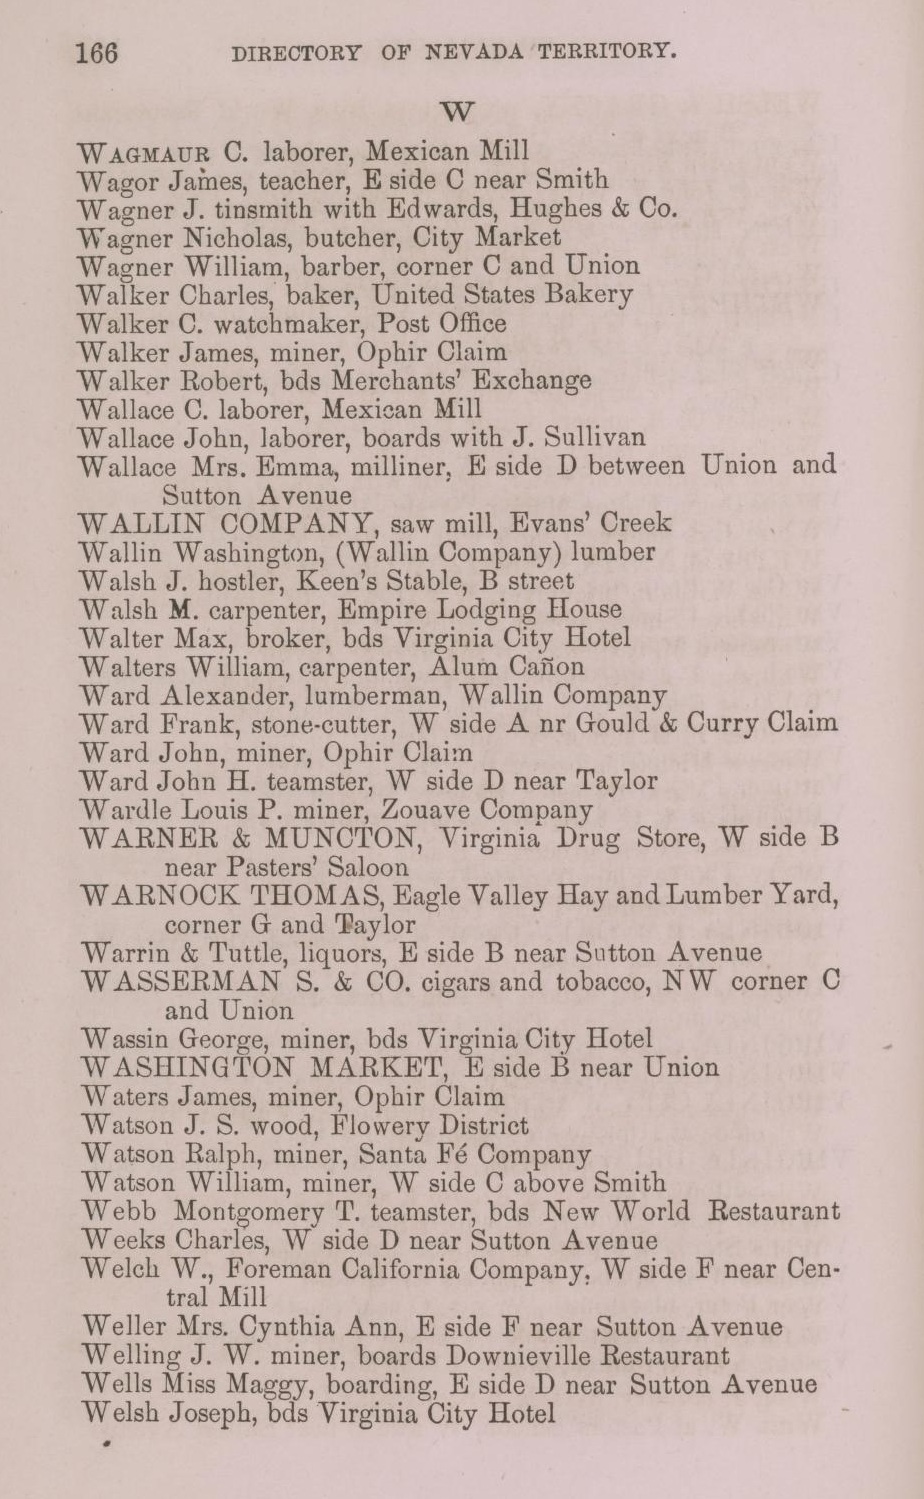 166 DIRECTORY OF NEVADA TERRITORY.
W
WAGMAUR C. laborer, Mexican Mill
Wagor James, teacher, E side C near Smith
Wagner J. tinsmith with Edwards, Hughes & Co.
Wagner Nicholas, butcher, City Market
Wagner William, barber, corner C and Union
Walker Charles, baker, United States Bakery
Walker C. watchmaker, Post Office
Walker James, miner, Ophir Claim
Walker Robert, bds Merchants' Exchange
Wallace C. laborer, Mexican Mill
Wallace John, laborer, boards with J. Sullivan
Wallace Mrs. Emma, milliner, E side D between Union and
Sutton Avenue
WALLIN COMPANY, saw mill, Evans' Creek
Wallin Washington, (Wallin Company) lumber
Walsh J. hostler, Keen's Stable, B street
Walsh M. carpenter, Empire Lodging House
Walter Max, broker, bds Virginia City Hotel
Walters William, carpenter, Alum Cañon
Ward Alexander, lumberman, Wallin Company
Ward Frank, stone-cutter, W side A nr Gould & Curry Claim
Ward John, miner, Ophir Claim
Ward John H. teamster, W side D near Taylor
Wardle Louis P. miner, Zouave Company
WARNER & MUNCTON, Virginia Drug Store, W side B
near Pasters' Saloon
WARNOCK THOMAS, Eagle Valley Hay and Lumber Yard,
corner G and Taylor
Warrin & Tuttle, liquors, E side B near Sutton Avenue
WASSERMAN S. & CO. cigars and tobacco, NW corner C
and Union
Wassin George, miner, bds Virginia City Hotel
WASHINGTON MARKET, E side B near Union
Waters James, miner, Ophir Claim
Watson J. S. wood, Flowery District
Watson Ralph, miner, Santa Fé Company
Watson William, miner, W side C above Smith
Webb Montgomery T. teamster, bds New World Restaurant
Weeks Charles, W side D near Sutton Avenue
Welch W., Foreman California Company, W side F near Cen-
tral Mill
Weller Mrs. Cynthia Ann, E side F near Sutton Avenue
Welling J. W. miner, boards Downieville Restaurant
Wells Miss Maggy, boarding, E side D near Sutton Avenue
Welsh Joseph, bds Virginia City Hotel